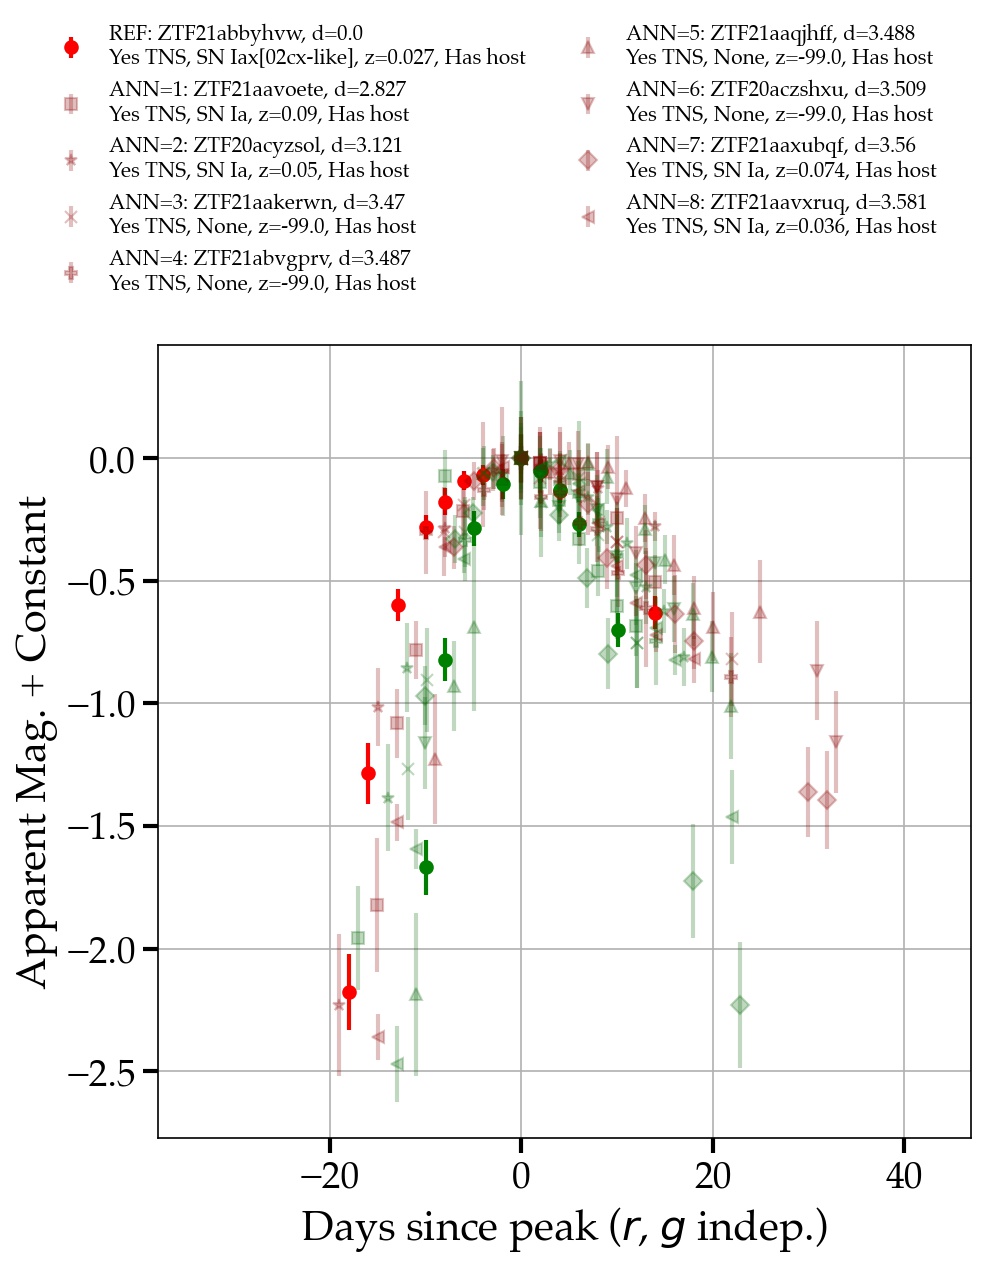 REF: ZTF21abbyhvw, d=0.0
Yes TNS, SN Iax[02cx-like], z=0.027, Has host
ANN=1: ZTF21aavoete, d=2.827
Yes TNS, SN Ia, z=0.09, Has host
ANN=2: ZTF20acyzsol, d=3.121
Yes TNS, SN Ia, z=0.05, Has host
ANN=3: ZTF21aakerwn, d=3.47
Yes TNS, None, z=-99.0, Has host
ANN=4: ZTF21abvgprv, d=3.487
Yes TNS, None, z=-99.0, Has host
ANN=5: ZTF21aaqjhff, d=3.488
Yes TNS, None, z=-99.0, Has host
ANN=6: ZTF20aczshxu, d=3.509
Yes TNS, None, z=-99.0, Has host
ANN=7: ZTF21aaxubqf, d=3.56
Yes TNS, SN Ia, z=0.074, Has host
ANN=8: ZTF21aavxruq, d=3.581
Yes TNS, SN Ia, z=0.036, Has host
Apparent Mag. + Constant
0.0
−0.5
−1.0
−1.5
−2.0
−2.5
−20
0
20
40
Days since peak (r, g indep.)